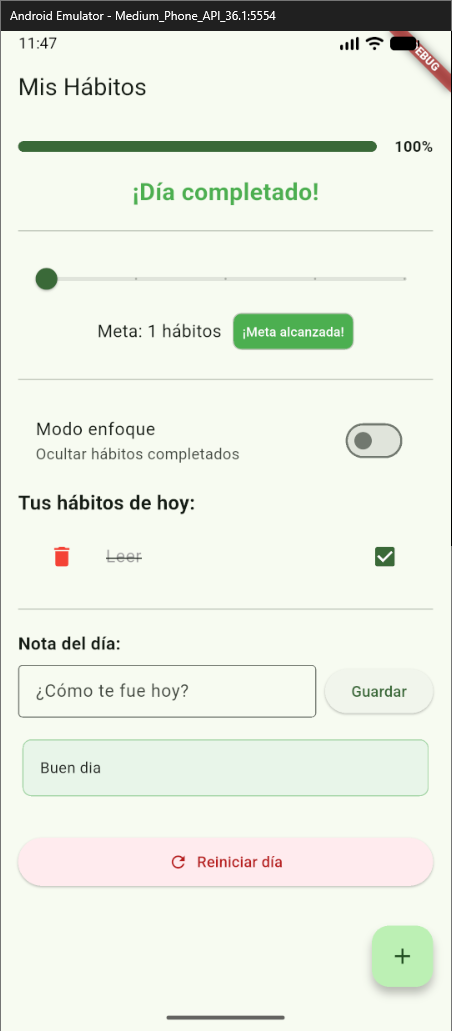 Android Emulator - Medium_Phone_API_36.1:5554
11:47
DEBUG
Mis Hábitos
100%
¡Día completado!
Meta: 1 hábitos
¡Meta alcanzada!
Modo enfoque
Ocultar hábitos completados
Tus hábitos de hoy:
Leer
Nota del día:
¿Cómo te fue hoy?
Guardar
Buen dia
Reiniciar día